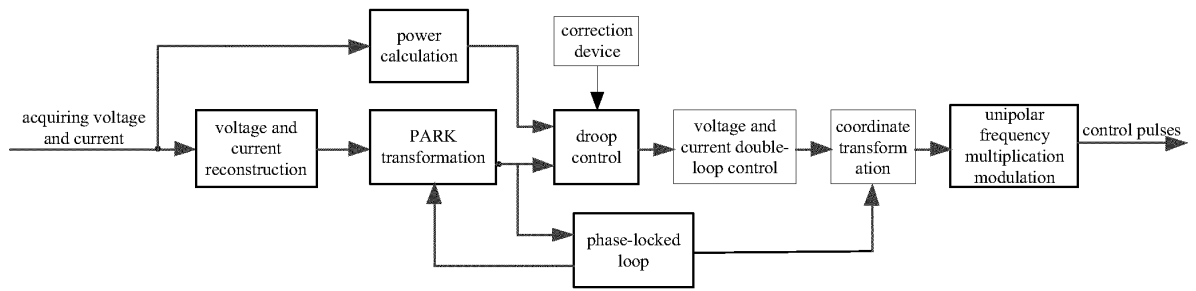 power
calculation
correction
device
acquiring voltage
and current
voltage and
current
reconstruction
PARK
transformation
droop
control
voltage and
current double-
loop control
coordinate
transform
ation
unipolar
frequency
multiplication
modulation
control pulses
phase-locked
loop